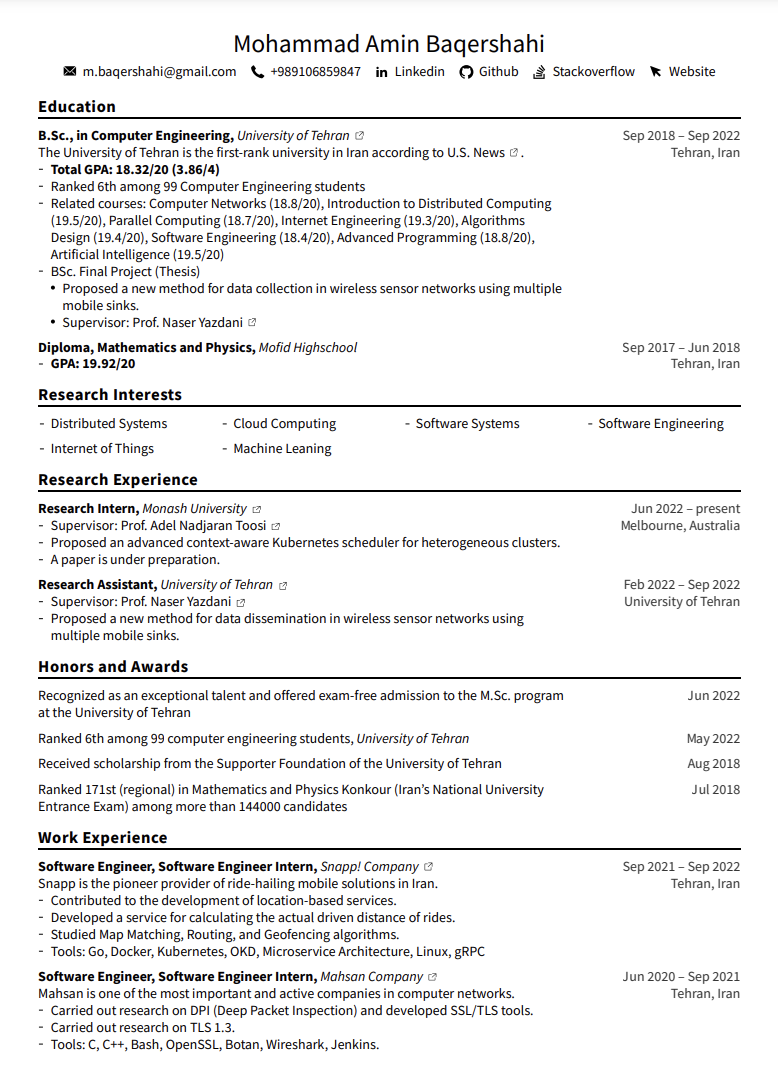 Mohammad Amin Baqershahi
m.baqershahi@gmail.com +989106859847 Linkedin Github Stackoverflow Website
Education
B.Sc., in Computer Engineering, University of Tehran Sep 2018 – Sep 2022
The University of Tehran is the first-rank university in Iran according to U.S. News . Tehran, Iran
- Total GPA: 18.32/20 (3.86/4)
- Ranked 6th among 99 Computer Engineering students
- Related courses: Computer Networks (18.8/20), Introduction to Distributed Computing
(19.5/20), Parallel Computing (18.7/20), Internet Engineering (19.3/20), Algorithms
Design (19.4/20), Software Engineering (18.4/20), Advanced Programming (18.8/20),
Artificial Intelligence (19.5/20)
- BSc. Final Project (Thesis)
• Proposed a new method for data collection in wireless sensor networks using multiple
mobile sinks.
• Supervisor: Prof. Naser Yazdani
Diploma, Mathematics and Physics, Mofid Highschool Sep 2017 – Jun 2018
- GPA: 19.92/20 Tehran, Iran
Research Interests
- Distributed Systems - Cloud Computing - Software Systems - Software Engineering
- Internet of Things - Machine Leaning
Research Experience
Research Intern, Monash University Jun 2022 – present
- Supervisor: Prof. Adel Nadjaran Toosi Melbourne, Australia
- Proposed an advanced context-aware Kubernetes scheduler for heterogeneous clusters.
- A paper is under preparation.
Research Assistant, University of Tehran Feb 2022 – Sep 2022
- Supervisor: Prof. Naser Yazdani University of Tehran
- Proposed a new method for data dissemination in wireless sensor networks using
multiple mobile sinks.
Honors and Awards
Recognized as an exceptional talent and offered exam-free admission to the M.Sc. program Jun 2022
at the University of Tehran
Ranked 6th among 99 computer engineering students, University of Tehran May 2022
Received scholarship from the Supporter Foundation of the University of Tehran Aug 2018
Ranked 171st (regional) in Mathematics and Physics Konkour (Iran's National University Jul 2018
Entrance Exam) among more than 144000 candidates
Work Experience
Software Engineer, Software Engineer Intern, Snapp! Company Sep 2021 – Sep 2022
Snapp is the pioneer provider of ride-hailing mobile solutions in Iran. Tehran, Iran
- Contributed to the development of location-based services.
- Developed a service for calculating the actual driven distance of rides.
- Studied Map Matching, Routing, and Geofencing algorithms.
- Tools: Go, Docker, Kubernetes, OKD, Microservice Architecture, Linux, gRPC
Software Engineer, Software Engineer Intern, Mahsan Company Jun 2020 – Sep 2021
Mahsan is one of the most important and active companies in computer networks. Tehran, Iran
- Carried out research on DPI (Deep Packet Inspection) and developed SSL/TLS tools.
- Carried out research on TLS 1.3.
- Tools: C, C++, Bash, OpenSSL, Botan, Wireshark, Jenkins.